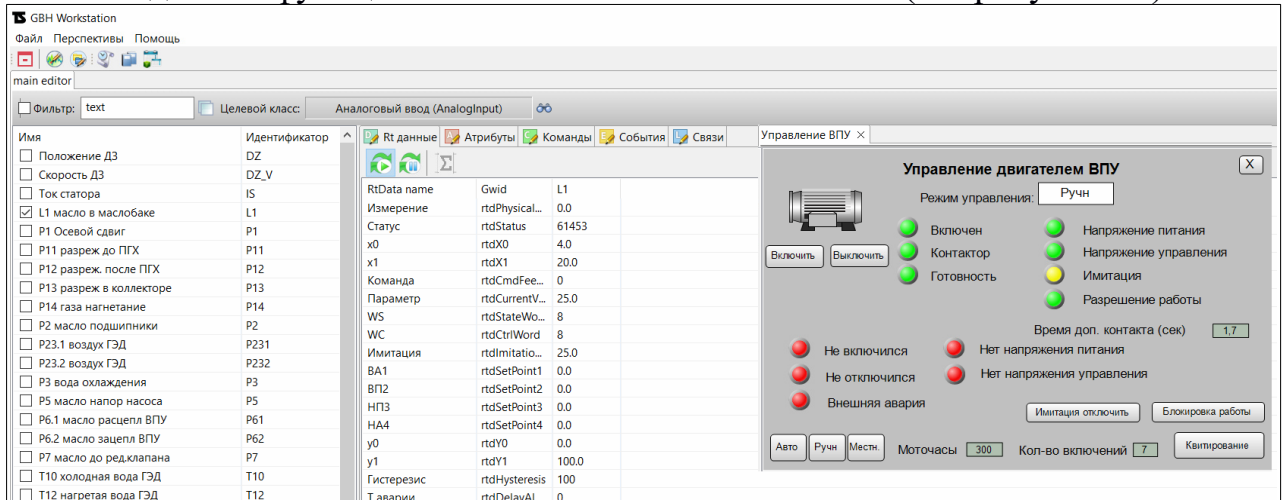 GBH Workstation
Файл Перспективы Помощь
main editor
Фильтр: text Целевой класс: Аналоговый ввод (AnalogInput)
Имя Идентификатор
Положение ДЗ DZ
Скорость ДЗ DZ_V
Ток статора IS
L1 масло в маслобаке L1
P1 Осевой сдвиг P1
P11 разреж до ПГХ P11
P12 разреж. после ПГХ P12
P13 разреж в коллекторе P13
P14 газа нагнетание P14
P2 масло подшипники P2
P23.1 воздух ГЭД P231
P23.2 воздух ГЭД P232
P3 вода охлаждения P3
P5 масло напор насоса P5
P6.1 масло расцепл ВПУ P61
P6.2 масло зацепл ВПУ P62
P7 масло до ред.клапана P7
T10 холодная вода ГЭД T10
T12 нагретая вода ГЭД T12
Rt данные Атрибуты Команды События Связи
RtData name Gwid L1
Измерение rtdPhysical... 0.0
Статус rtdStatus 61453
x0 rtdX0 4.0
x1 rtdX1 20.0
Команда rtdCmdFee... 0
Параметр rtdCurrentV... 25.0
WS rtdStateWo... 8
WC rtdCtrlWord 8
Имитация rtdImitatio... 25.0
ВА1 rtdSetPoint1 0.0
ВП2 rtdSetPoint2 0.0
НП3 rtdSetPoint3 0.0
НА4 rtdSetPoint4 0.0
y0 rtdY0 0.0
y1 rtdY1 100.0
Гистерезис rtdHysteresis 100
Т аварии rtdDelayAl... 0
Управление ВПУ
Управление двигателем ВПУ X
Режим управления: Ручн
Включен Напряжение питания
Включить Выключить Контактор Напряжение управления
Готовность Имитация
Разрешение работы
Время доп. контакта (сек) 1,7
Не включился Нет напряжения питания
Не отключился Нет напряжения управления
Внешняя авария
Имитация отключить Блокировка работы
Авто Ручн Местн. Моточасы 300 Кол-во включений 7 Квитирование